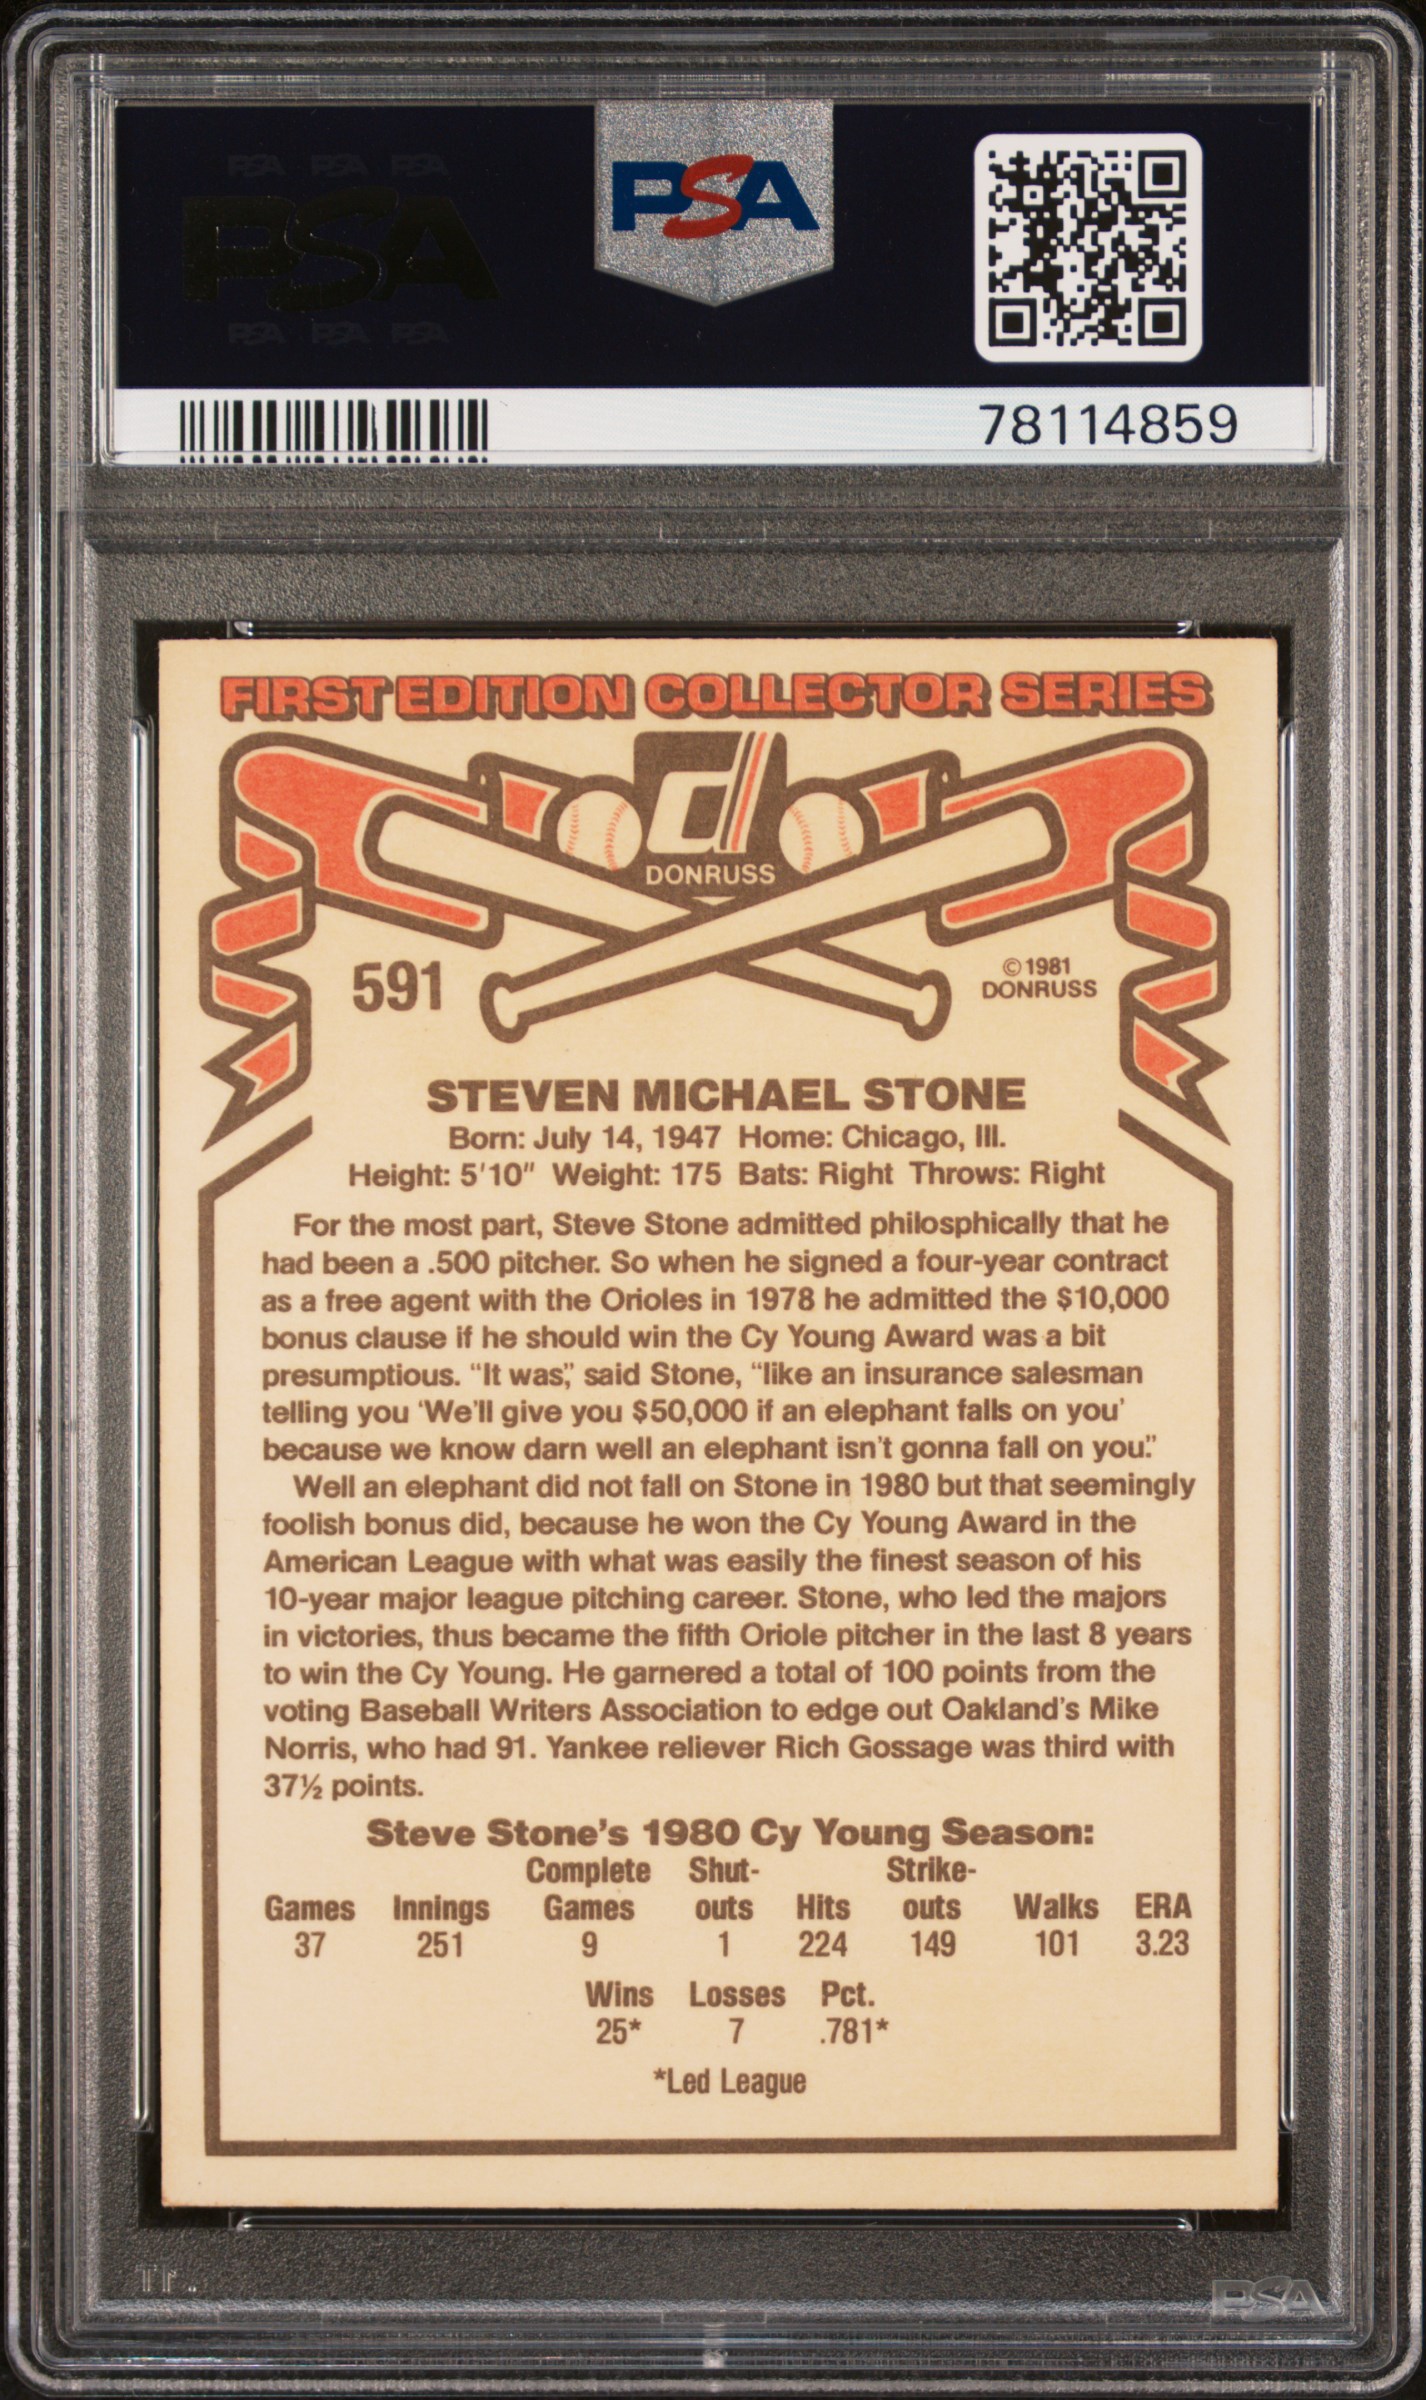 PSA PSA PSA
PSA
PSA PSA PSA
PSA
78114859
FIRST EDITION COLLECTOR SERIES
d
DONRUSS
591
©1981
DONRUSS
STEVEN MICHAEL STONE
Born: July 14, 1947 Home: Chicago, Ill.
Height: 5'10" Weight: 175 Bats: Right Throws: Right
For the most part, Steve Stone admitted philosphically that he
had been a .500 pitcher. So when he signed a four-year contract
as a free agent with the Orioles in 1978 he admitted the $10,000
bonus clause if he should win the Cy Young Award was a bit
presumptious. “It was,” said Stone, “like an insurance salesman
telling you ‘We’ll give you $50,000 if an elephant falls on you’
because we know darn well an elephant isn’t gonna fall on you.”
Well an elephant did not fall on Stone in 1980 but that seemingly
foolish bonus did, because he won the Cy Young Award in the
American League with what was easily the finest season of his
10-year major league pitching career. Stone, who led the majors
in victories, thus became the fifth Oriole pitcher in the last 8 years
to win the Cy Young. He garnered a total of 100 points from the
voting Baseball Writers Association to edge out Oakland’s Mike
Norris, who had 91. Yankee reliever Rich Gossage was third with
37½ points.
Steve Stone’s 1980 Cy Young Season:
Complete Shut- Strike-
Games Innings Games outs Hits outs Walks ERA
37 251 9 1 224 149 101 3.23
Wins Losses Pct.
25* 7 .781*
*Led League
PSA